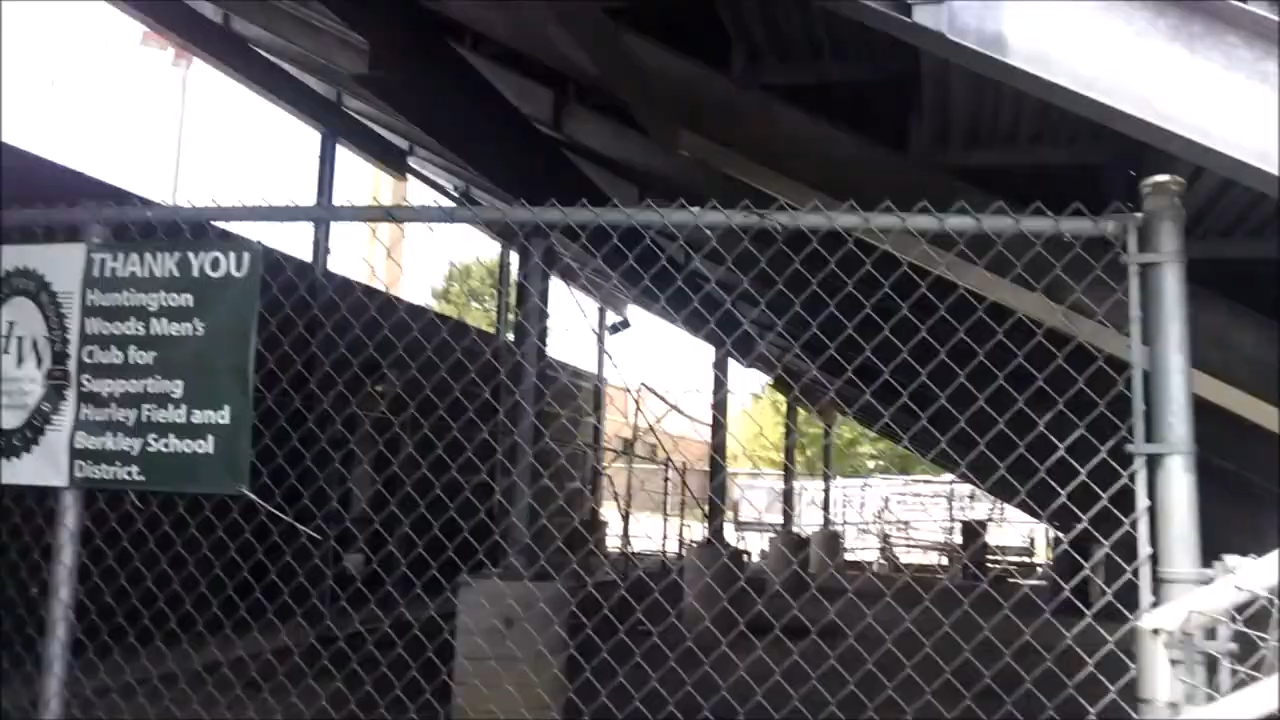 THANK YOU
Huntington
Woods Men's
Club for
Supporting
Hurley Field and
Berkley School
District.